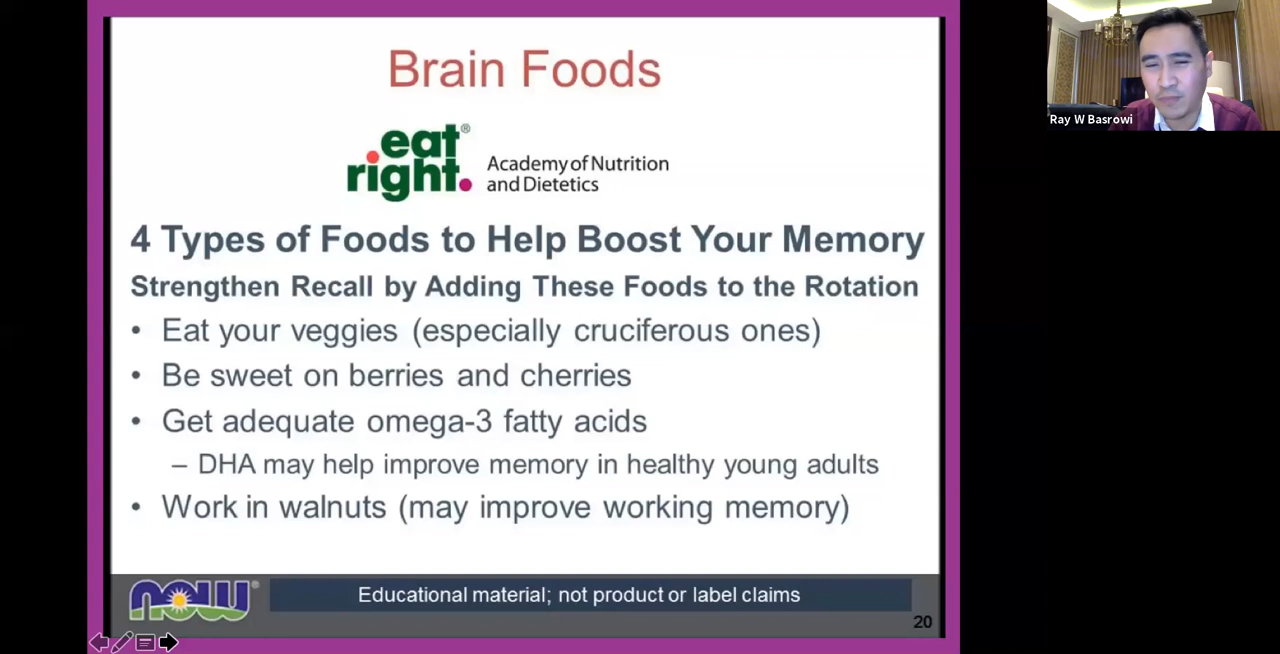 Brain Foods
eat®
right.
Academy of Nutrition
and Dietetics
4 Types of Foods to Help Boost Your Memory
Strengthen Recall by Adding These Foods to the Rotation
• Eat your veggies (especially cruciferous ones)
• Be sweet on berries and cherries
• Get adequate omega-3 fatty acids
– DHA may help improve memory in healthy young adults
• Work in walnuts (may improve working memory)
now®
Educational material; not product or label claims
20
Ray W Basrowi